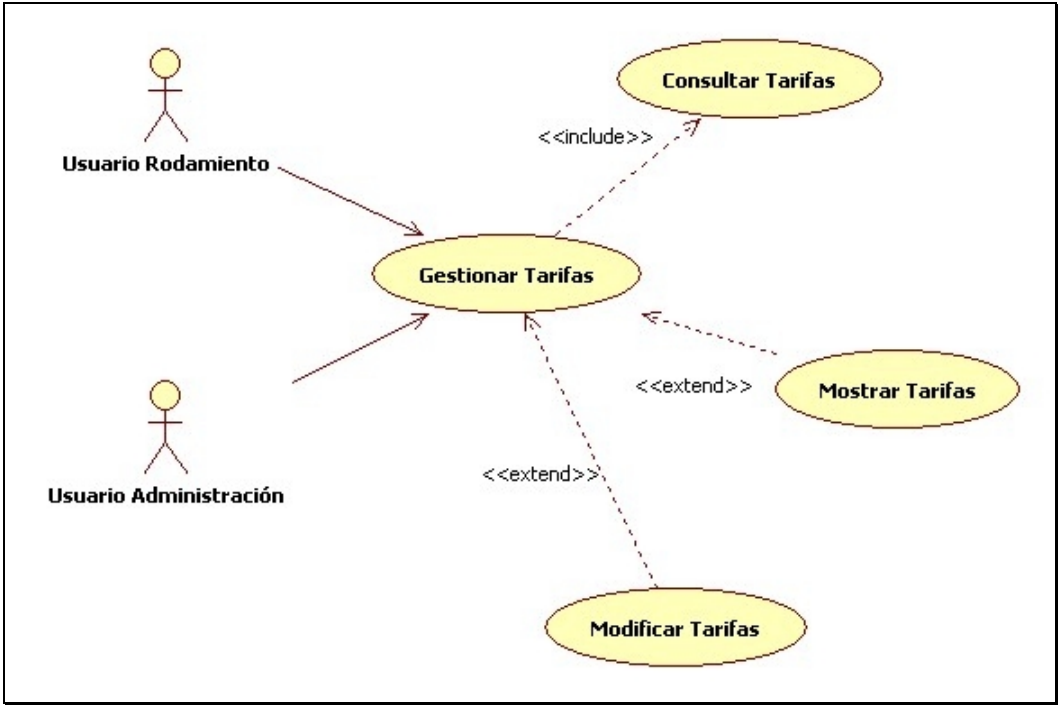 Consultar Tarifas
<<include>>
Usuario Rodamiento
Gestionar Tarifas
<<extend>>
Mostrar Tarifas
<<extend>>
Usuario Administración
Modificar Tarifas